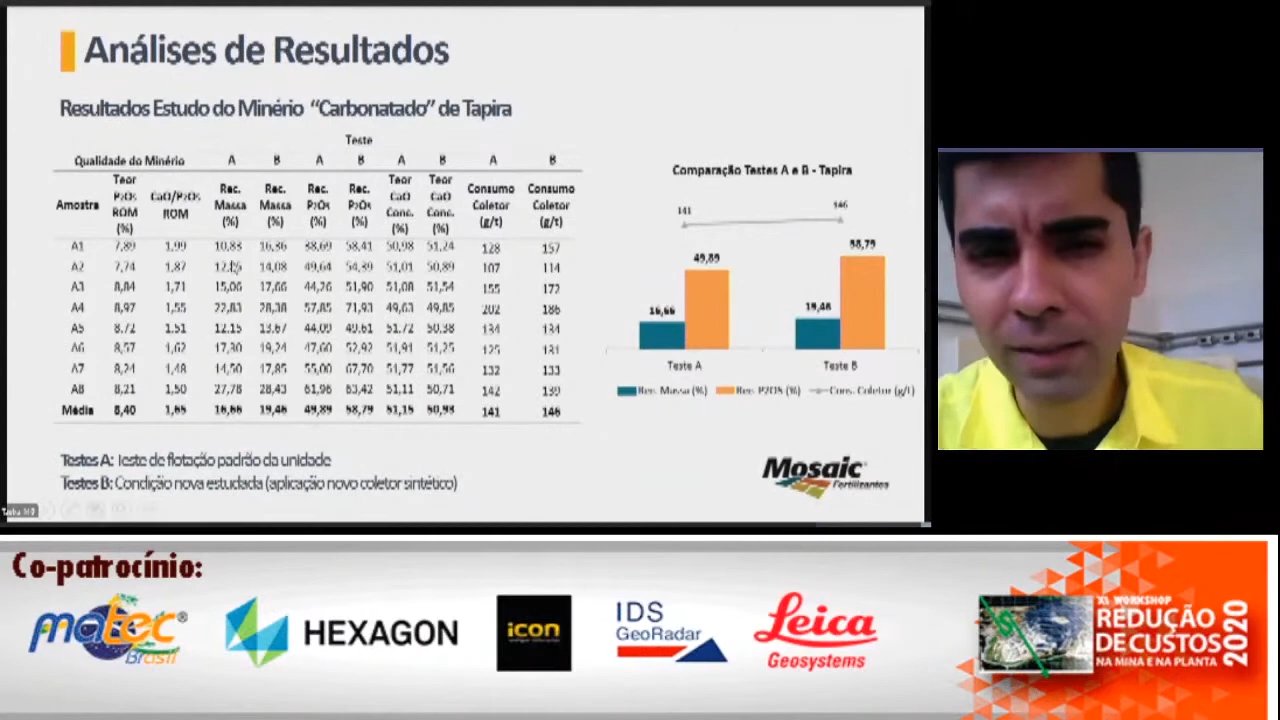 Análises de Resultados
Resultados Estudo do Minério “Carbonatado” de Tapira
Teste
Qualidade do Minério A B A B A B A B
Amostra Teor P2O5 ROM (%) CaO/P2O5 ROM Rec. Massa (%) Rec. Massa (%) Rec. P2O5 (%) Rec. P2O5 (%) Teor CaO Conc. (%) Teor CaO Conc. (%) Consumo Coletor (g/t) Consumo Coletor (g/t)
A1 7,89 1,99 10,83 16,36 38,69 58,41 50,98 51,24 128 157
A2 7,74 1,87 14,08 49,64 54,39 51,01 50,89 107 114
A3 8,84 1,71 15,06 17,66 44,26 51,90 51,08 51,54 155 172
A4 8,97 1,55 22,83 28,38 57,85 71,93 49,63 49,85 202 186
A5 8,72 1,51 12,15 13,67 44,09 49,61 51,72 50,38 134 134
A6 8,57 1,62 17,30 19,24 47,60 52,92 51,91 51,25 125 131
A7 8,24 1,48 14,50 17,85 55,00 67,70 51,77 51,56 132 133
A8 8,21 1,50 27,78 28,43 61,96 63,42 51,11 50,71 142 139
Média 8,40 1,65 16,66 19,46 49,89 58,79 51,15 50,93 141 146
Testes A: Teste de flotação padrão da unidade
Testes B: Condição nova estudada (aplicação novo coletor sintético)
Comparação Testes A e B - Tapira
141 146
49,89 58,79
16,66 19,46
Teste A Teste B
Rec. Massa (%) Rec. P2O5 (%) Cons. Coletor (g/t)
Mosaic
Fertilizantes
Co-patrocínio:
matec®
Brasil
HEXAGON
icon
IDS
GeoRadar
Leica
Geosystems
XI WORKSHOP
REDUÇÃO
DE CUSTOS
NA MINA E NA PLANTA
2020